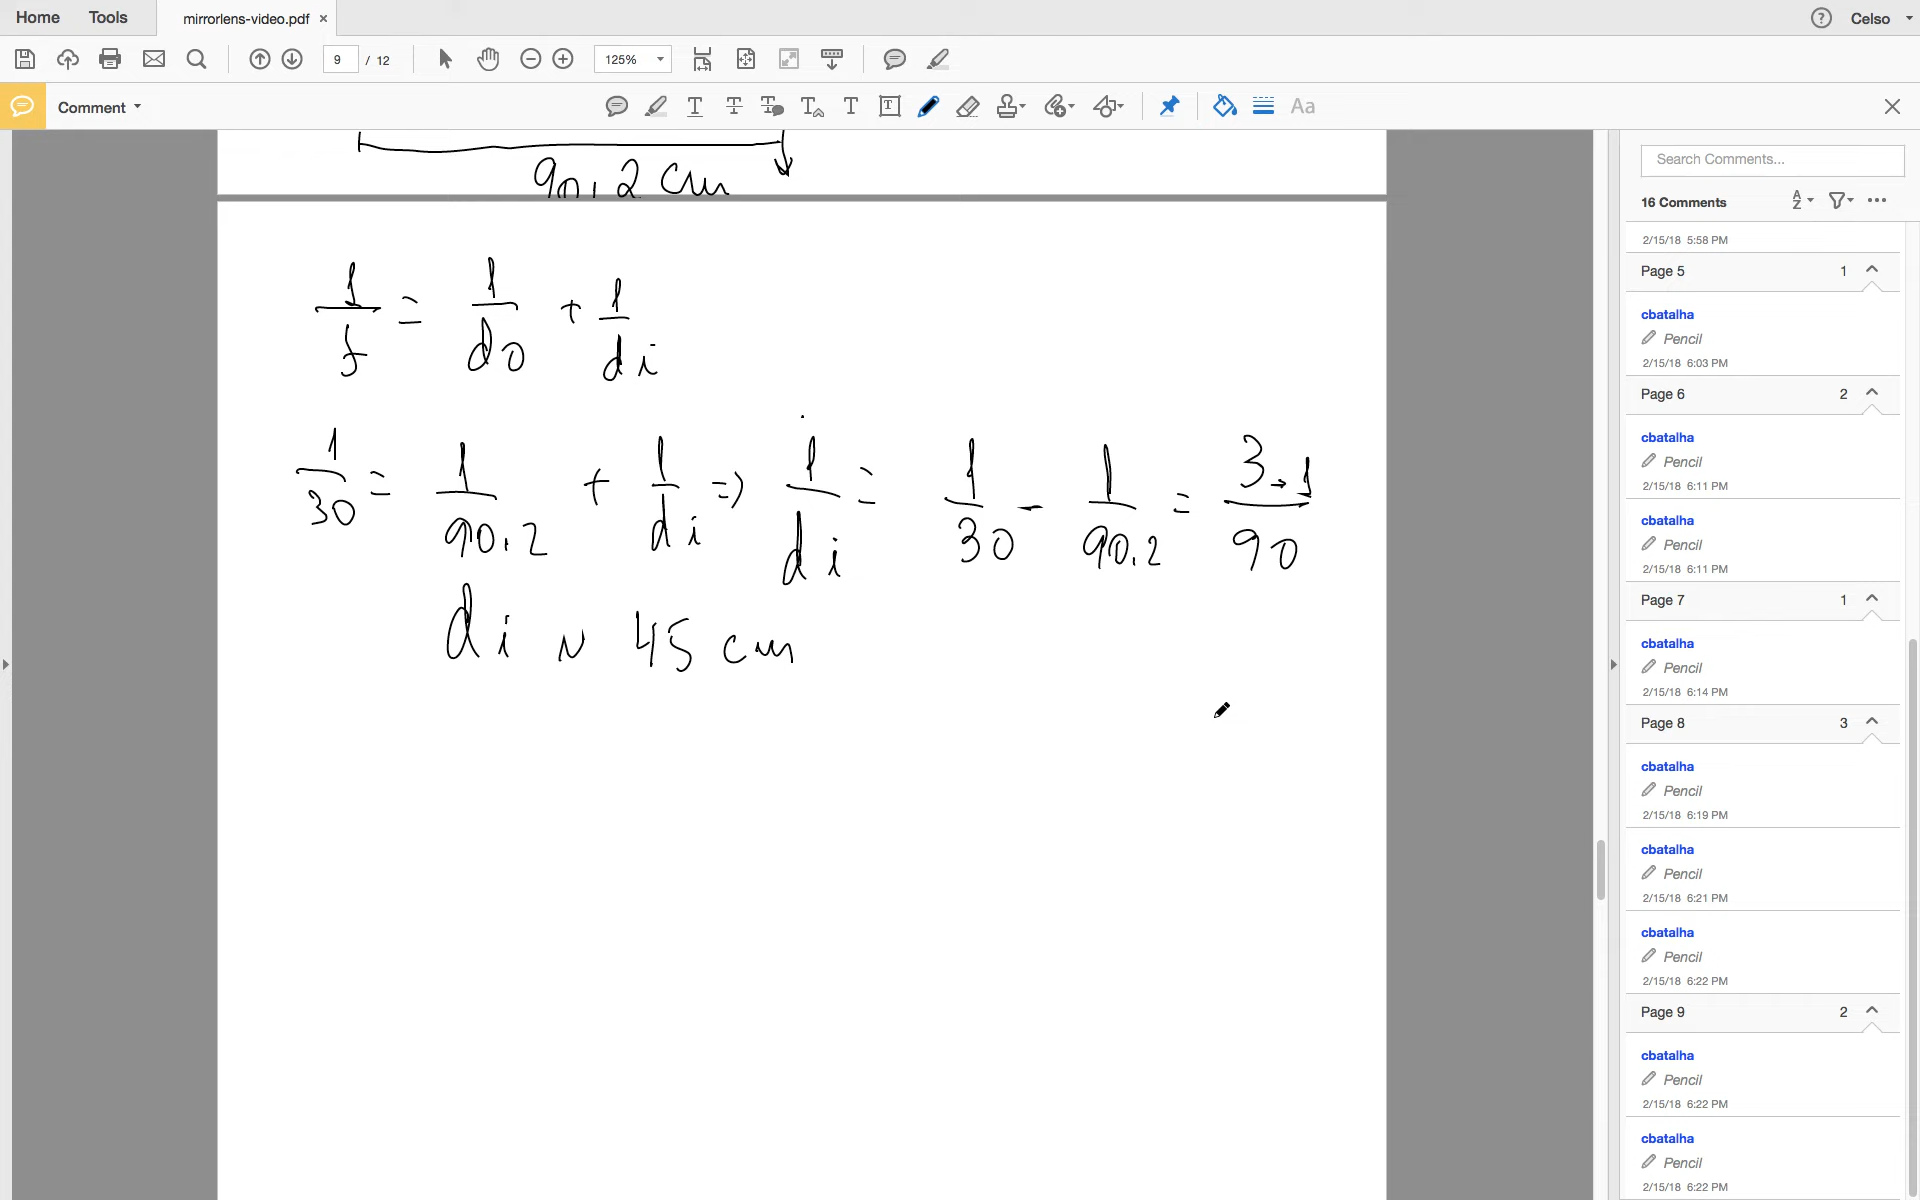 Home Tools mirrorlens-video.pdf × ? Celso
9 / 12 125%
Comment T T T T T T Aa
90.2 cm
1/f = 1/do + 1/di
1/30 = 1/90.2 + 1/di => 1/di = 1/30 - 1/90.2 = 3-1/90
di ~ 45 cm
Search Comments...
16 Comments
2/15/18 5:58 PM
Page 5 1
cbatalha
Pencil
2/15/18 6:03 PM
Page 6 2
cbatalha
Pencil
2/15/18 6:11 PM
cbatalha
Pencil
2/15/18 6:11 PM
Page 7 1
cbatalha
Pencil
2/15/18 6:14 PM
Page 8 3
cbatalha
Pencil
2/15/18 6:19 PM
cbatalha
Pencil
2/15/18 6:21 PM
cbatalha
Pencil
2/15/18 6:22 PM
Page 9 2
cbatalha
Pencil
2/15/18 6:22 PM
cbatalha
Pencil
2/15/18 6:22 PM